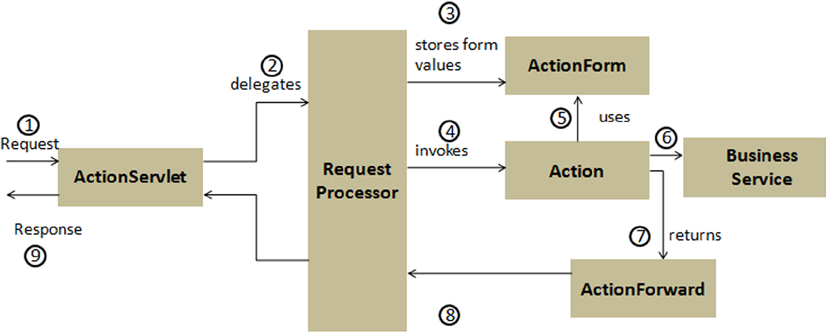 1
Request
ActionServlet
Response
9
2
delegates
Request
Processor
3
stores form
values
ActionForm
4
invokes
5
uses
Action
6
Business
Service
7
returns
ActionForward
8